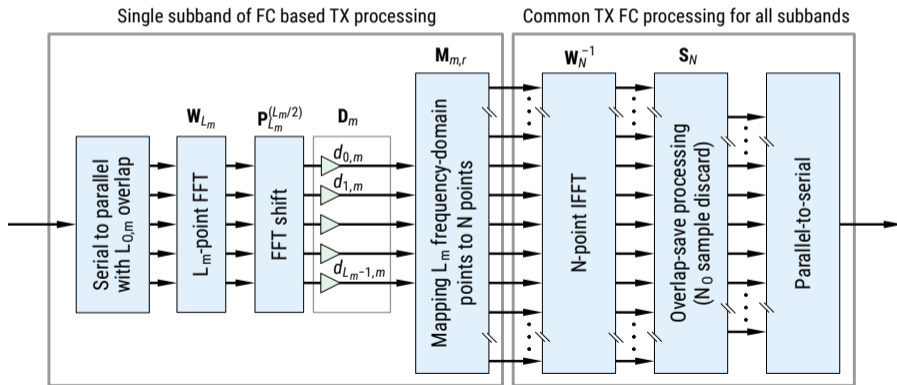 Single subband of FC based TX processing
Common TX FC processing for all subbands
Serial to parallel
with L0,m overlap
W_{L_m}
L_m-point FFT
P_{L_m}^{(L_m/2)}
FFT shift
D_m
d_{0,m}
d_{1,m}
d_{L_m−1,m}
M_{m,r}
Mapping L_m frequency-domain
points to N points
W_N^{−1}
N-point IFFT
S_N
Overlap-save processing
(N_O sample discard)
Parallel-to-serial